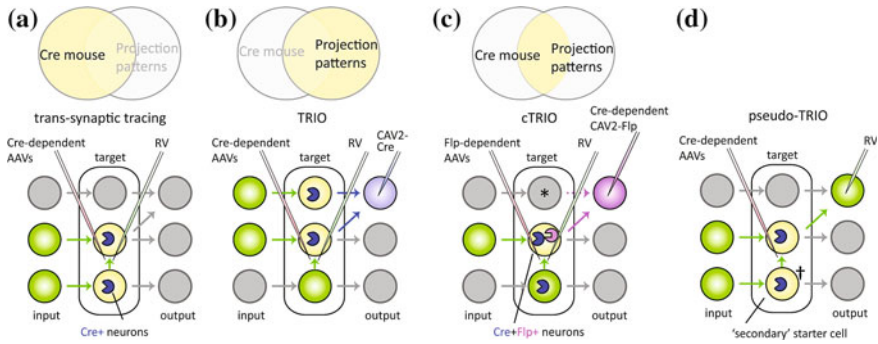 (a)
Cre mouse
Projection
patterns
trans-synaptic tracing
Cre-dependent
AAVs
target
RV
input
output
Cre+ neurons
(b)
Cre mouse
Projection
patterns
TRIO
Cre-dependent
AAVs
target
RV
CAV2-
Cre
input
output
(c)
Cre mouse
Projection
patterns
cTRIO
Flp-dependent
AAVs
target
RV
Cre-dependent
CAV2-Flp
*
input
output
Cre+Flp+ neurons
(d)
pseudo-TRIO
Cre-dependent
AAVs
target
RV
†
input
output
'secondary' starter cell